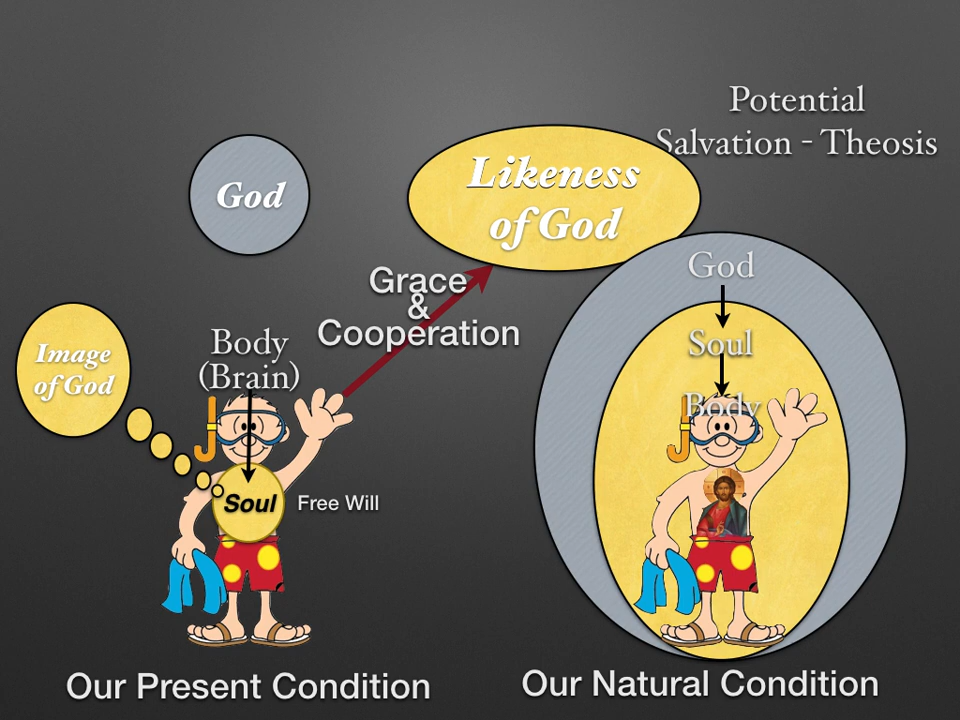 Potential
Salvation - Theosis
God
Likeness
of God
God
Grace
&
Cooperation
Image
of God
Body
(Brain)
Soul
Body
Soul
Free Will
Our Present Condition
Our Natural Condition